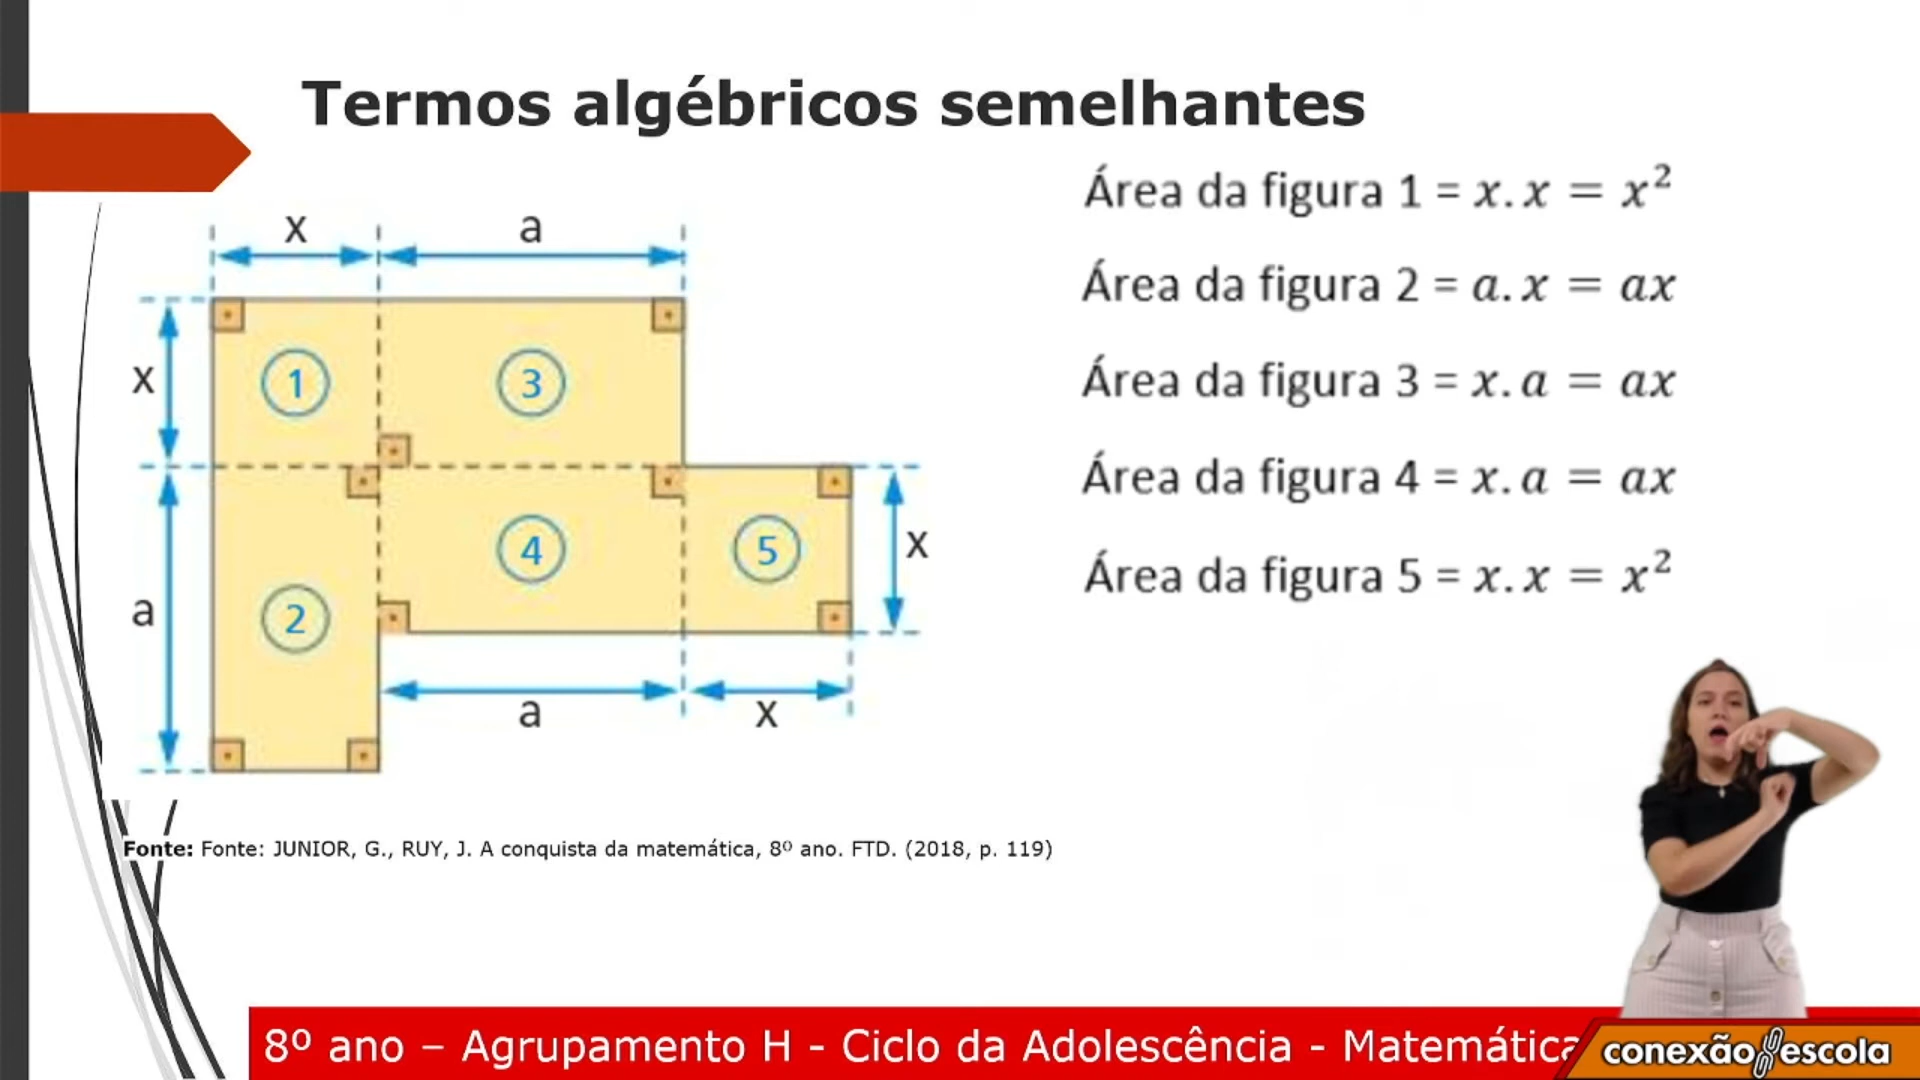 Termos algébricos semelhantes
x
a
x
a
1
3
2
4
5
x
a
x
Área da figura 1 = x. x = x²
Área da figura 2 = a. x = ax
Área da figura 3 = x. a = ax
Área da figura 4 = x. a = ax
Área da figura 5 = x. x = x²
Fonte: Fonte: JUNIOR, G., RUY, J. A conquista da matemática, 8º ano. FTD. (2018, p. 119)
8º ano – Agrupamento H - Ciclo da Adolescência - Matemática
conexão escola